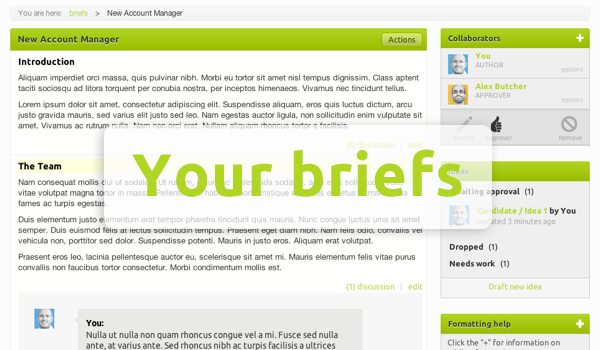 You are here: briefs > New Account Manager
New Account Manager
Actions
Introduction
Aliquam imperdiet orci massa, quis pulvinar nibh. Morbi eu tortor sit amet nisl tempus dignissim. Class aptent
taciti sociosqu ad litora torquent per conubia nostra, per inceptos himenaeos. Vivamus nec tincidunt tellus.
Lorem ipsum dolor sit amet, consectetur adipiscing elit. Suspendisse aliquam, eros quis luctus dictum, arcu
justo gravida mauris, sed varius elit justo sed leo. Nam egestas auctor ligula, non sollicitudin enim vulputate sit
amet. Vivamus ac rutrum nulla. Nam non orci erat. Nullam aliquam rhoncus tortor a facilisis.
(3) discussion | edit
The Team
Nam consequat mollis dui ut sodales. Ut
vitae volutpat magna
fames ac turpis egestas.
Duis elementum justo elementum erat tempor pharetra tincidunt quis mauris. Nunc congue luctus urna sit amet
semper. Duis euismod felis at lectus sollicitudin tempus. Praesent eget diam nibh. Nam felis odio, convallis vel
vehicula non, porttitor sed dolor. Suspendisse potenti. Mauris in justo eros. Aliquam erat volutpat.
Praesent eros leo, lacinia pellentesque auctor eu, scelerisque sit amet mi. Mauris elementum felis vitae purus
convallis non faucibus tortor consectetur. Morbi condimentum mollis est.
(1) discussion | edit
You:
Nulla ut nulla non quam rhoncus congue vel a mi. Fusce sed nulla
ante, at varius ante. Sed rhoncus nibh ac turpis facilisis a ultrices
Your briefs
Collaborators +
You
AUTHOR
options
Alex Butcher
APPROVER
options
Approver
Remove
Ideas
Waiting approval (1)
Candidate / Idea 1 by You
updated 3 minutes ago
Dropped (1)
Needs work (1)
Draft new idea
Formatting help +
Click the "+" for information on